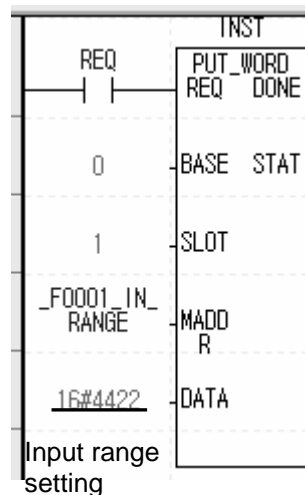 INST
REQ
PUT_WORD
REQ DONE
0
BASE STAT
1
SLOT
_F0001_IN_
RANGE
MADD
R
16#4422
DATA
Input range
setting